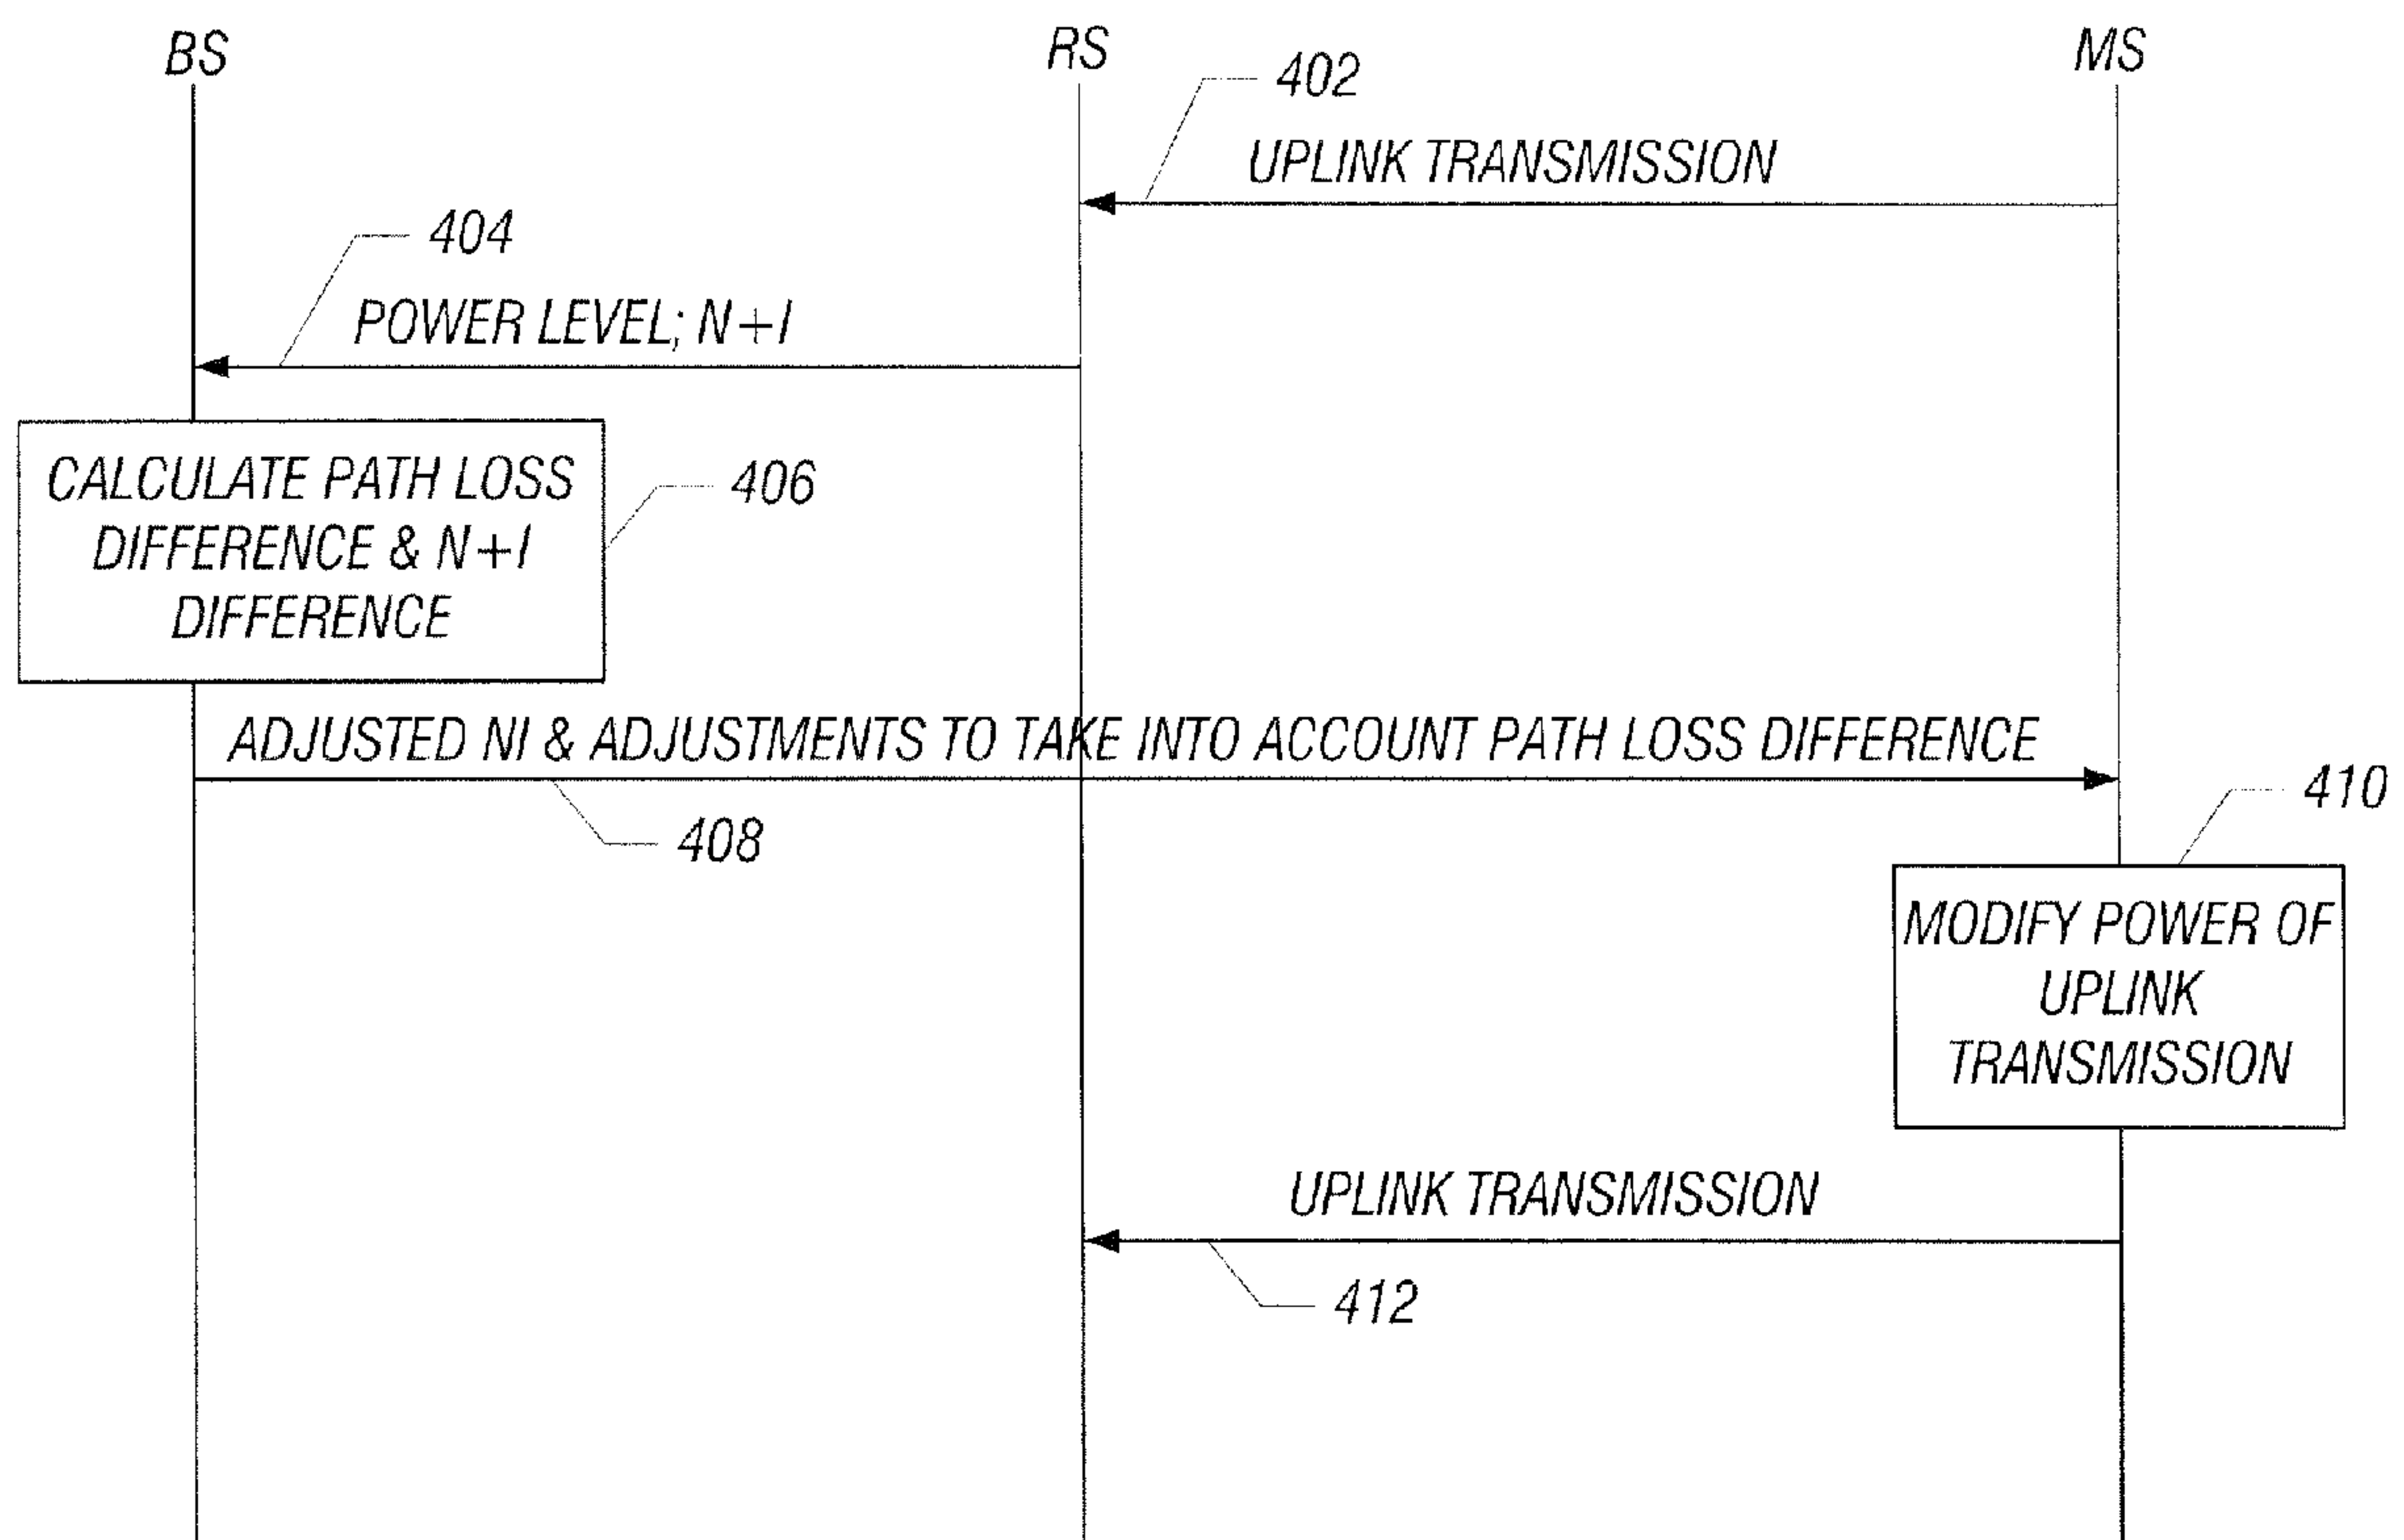 BS
RS
MS
402
UPLINK TRANSMISSION
404
POWER LEVEL; N+I
CALCULATE PATH LOSS
DIFFERENCE & N+I
DIFFERENCE
406
ADJUSTED NI & ADJUSTMENTS TO TAKE INTO ACCOUNT PATH LOSS DIFFERENCE
408
410
MODIFY POWER OF
UPLINK
TRANSMISSION
UPLINK TRANSMISSION
412